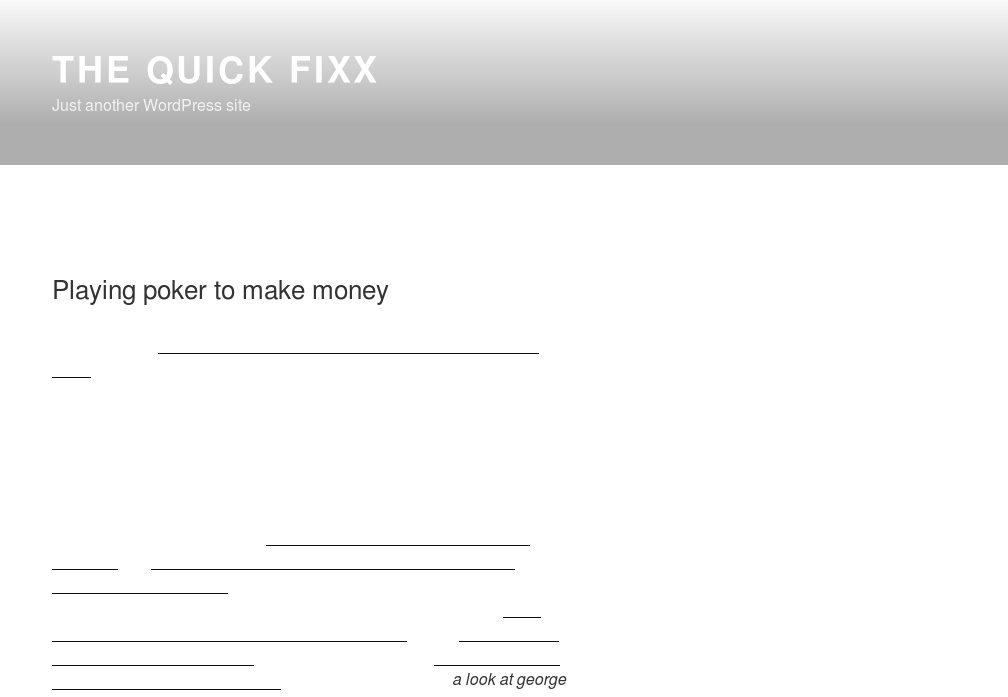 THE QUICK FIXX
Just another WordPress site
Playing poker to make money
a look at george